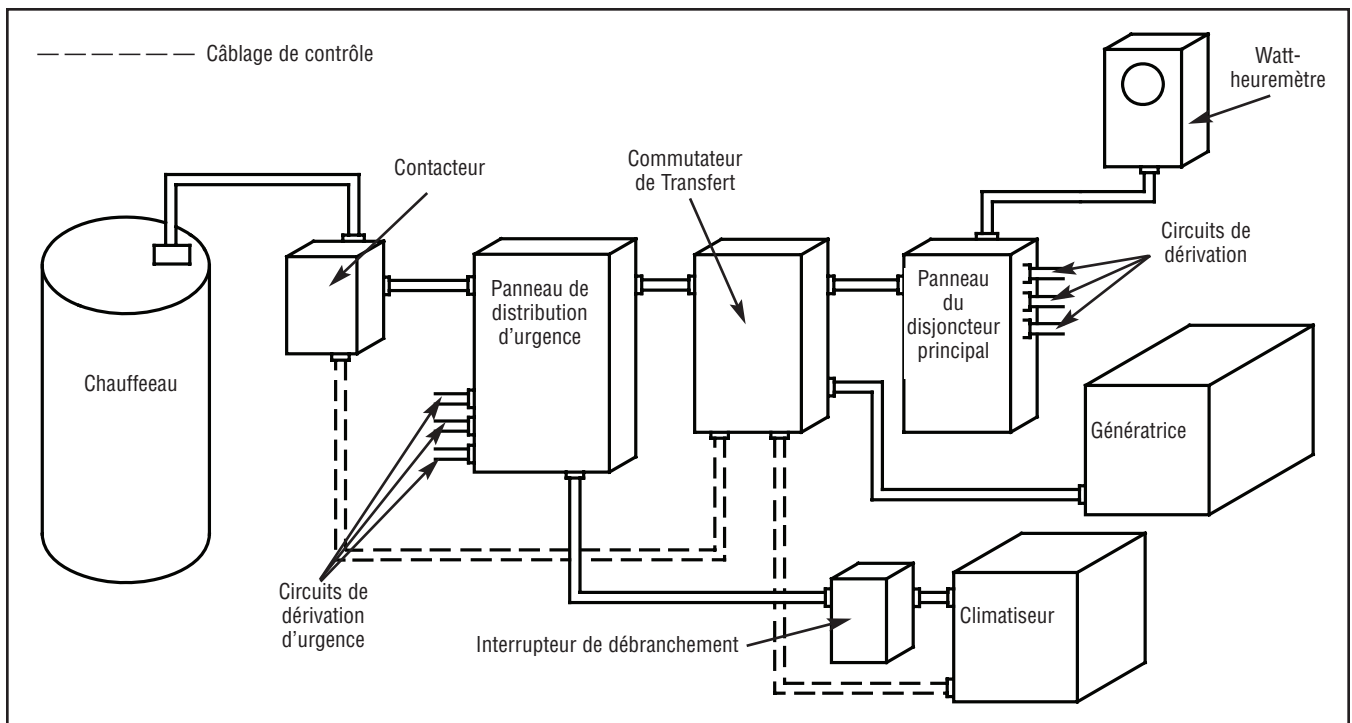 Câblage de contrôle
Watt-
heuremètre
Contacteur
Commutateur
de Transfert
Circuits de
dérivation
Panneau de
distribution
d'urgence
Panneau
du
disjoncteur
principal
Chauffeeau
Génératrice
Circuits de
dérivation
d'urgence
Interrupteur de débranchement
Climatiseur